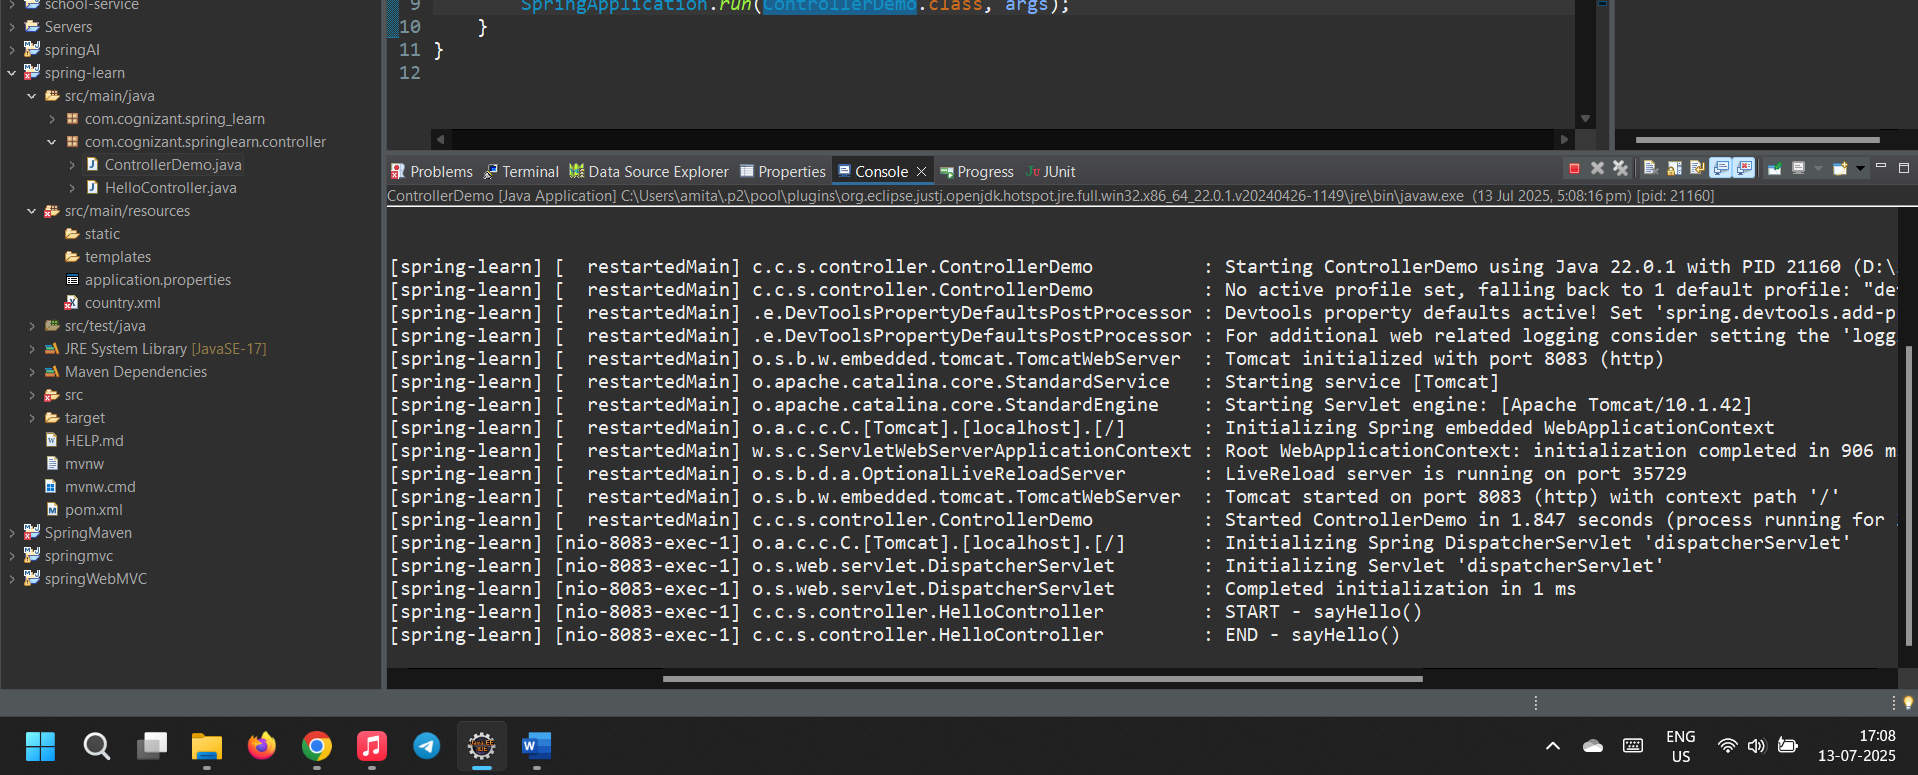 school-service
Servers
springAI
spring-learn
src/main/java
com.cognizant.spring_learn
com.cognizant.springlearn.controller
ControllerDemo.java
HelloController.java
src/main/resources
static
templates
application.properties
country.xml
src/test/java
JRE System Library [JavaSE-17]
Maven Dependencies
src
target
HELP.md
mvnw
mvnw.cmd
pom.xml
SpringMaven
springmvc
springWebMVC
9 SpringApplication.run(ControllerDemo.class, args);
10 }
11 }
12
Problems Terminal Data Source Explorer Properties Console Progress JUnit
ControllerDemo [Java Application] C:\Users\amita\.p2\pool\plugins\org.eclipse.justj.openjdk.hotspot.jre.full.win32.x86_64_22.0.1.v20240426-1149\jre\bin\javaw.exe (13 Jul 2025, 5:08:16 pm) [pid: 21160]
[spring-learn] [  restartedMain] c.c.s.controller.ControllerDemo : Starting ControllerDemo using Java 22.0.1 with PID 21160 (D:\
[spring-learn] [  restartedMain] c.c.s.controller.ControllerDemo : No active profile set, falling back to 1 default profile: "de
[spring-learn] [  restartedMain] .e.DevToolsPropertyDefaultsPostProcessor : Devtools property defaults active! Set 'spring.devtools.add-p
[spring-learn] [  restartedMain] .e.DevToolsPropertyDefaultsPostProcessor : For additional web related logging consider setting the 'logg
[spring-learn] [  restartedMain] o.s.b.w.embedded.tomcat.TomcatWebServer : Tomcat initialized with port 8083 (http)
[spring-learn] [  restartedMain] o.apache.catalina.core.StandardService : Starting service [Tomcat]
[spring-learn] [  restartedMain] o.apache.catalina.core.StandardEngine : Starting Servlet engine: [Apache Tomcat/10.1.42]
[spring-learn] [  restartedMain] o.a.c.c.C.[Tomcat].[localhost].[/] : Initializing Spring embedded WebApplicationContext
[spring-learn] [  restartedMain] w.s.c.ServletWebServerApplicationContext : Root WebApplicationContext: initialization completed in 906 m
[spring-learn] [  restartedMain] o.s.b.d.a.OptionalLiveReloadServer : LiveReload server is running on port 35729
[spring-learn] [  restartedMain] o.s.b.w.embedded.tomcat.TomcatWebServer : Tomcat started on port 8083 (http) with context path '/'
[spring-learn] [  restartedMain] c.c.s.controller.ControllerDemo : Started ControllerDemo in 1.847 seconds (process running for
[spring-learn] [nio-8083-exec-1] o.a.c.c.C.[Tomcat].[localhost].[/] : Initializing Spring DispatcherServlet 'dispatcherServlet'
[spring-learn] [nio-8083-exec-1] o.s.web.servlet.DispatcherServlet : Initializing Servlet 'dispatcherServlet'
[spring-learn] [nio-8083-exec-1] o.s.web.servlet.DispatcherServlet : Completed initialization in 1 ms
[spring-learn] [nio-8083-exec-1] c.c.s.controller.HelloController : START - sayHello()
[spring-learn] [nio-8083-exec-1] c.c.s.controller.HelloController : END - sayHello()
ENG
US
17:08
13-07-2025